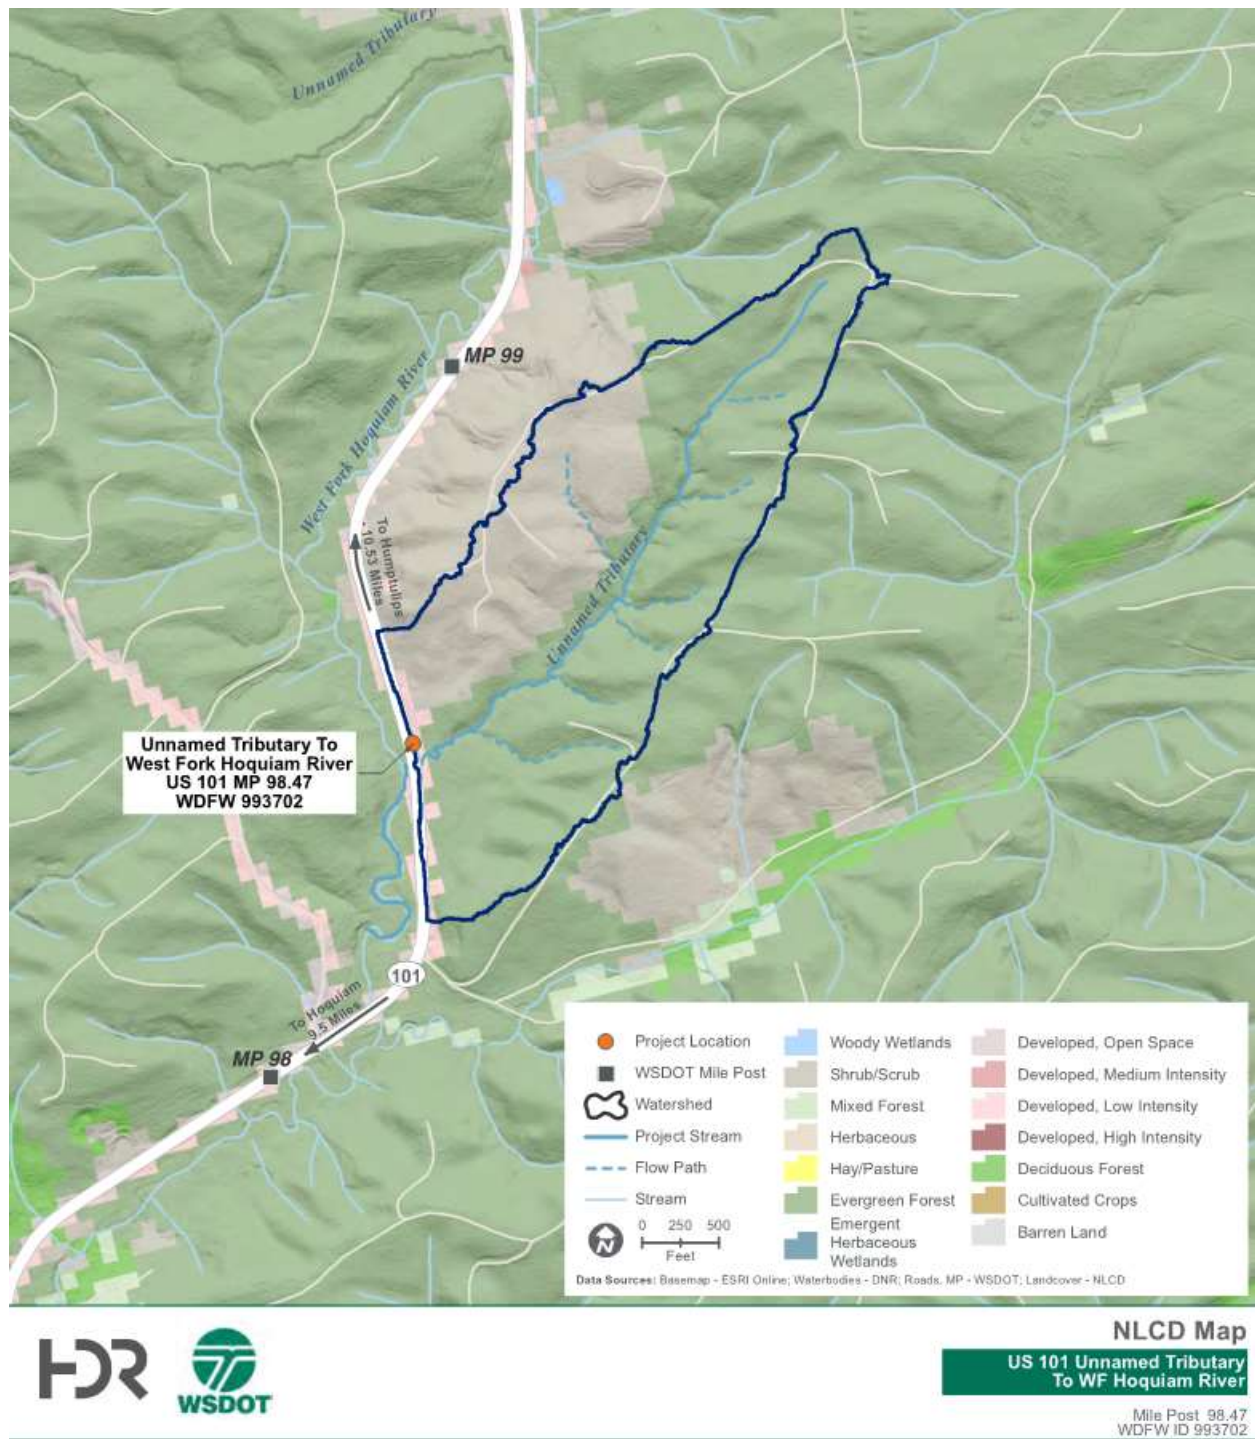 Unnamed Tributary
MP 99
West Fork Hoquiam River
To Humptulips
- 10.53 Miles
Unnamed Tributary
Unnamed Tributary To
West Fork Hoquiam River
US 101 MP 98.47
WDFW 993702
101
To Hoquiam
9.5 Miles
MP 98
Project Location
WSDOT Mile Post
Watershed
Project Stream
Flow Path
Stream
N
0 250 500
Feet
Woody Wetlands
Shrub/Scrub
Mixed Forest
Herbaceous
Hay/Pasture
Evergreen Forest
Emergent
Herbaceous
Wetlands
Developed, Open Space
Developed, Medium Intensity
Developed, Low Intensity
Developed, High Intensity
Deciduous Forest
Cultivated Crops
Barren Land
Data Sources: Basemap - ESRI Online; Waterbodies - DNR; Roads, MP - WSDOT; Landcover - NLCD
HDR
WSDOT
NLCD Map
US 101 Unnamed Tributary
To WF Hoquiam River
Mile Post 98.47
WDFW ID 993702